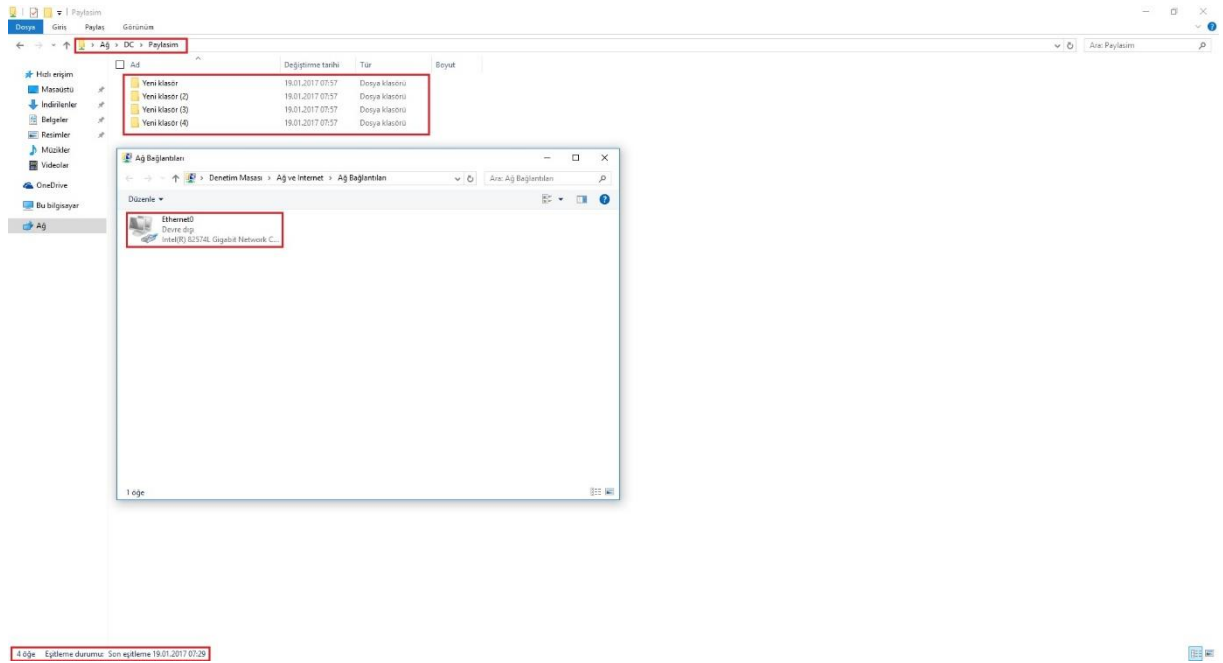 Paylasim
Dosya Giriş Paylaş Görünüm
Ağ › DC › Paylasim
Ara: Paylasim
Ad Değiştirme tarihi Tür Boyut
Hızlı erişim
Masaüstü
İndirilenler
Belgeler
Resimler
Müzikler
Videolar
OneDrive
Bu bilgisayar
Ağ
Yeni klasör 19.01.2017 07:57 Dosya klasörü
Yeni klasör (2) 19.01.2017 07:57 Dosya klasörü
Yeni klasör (3) 19.01.2017 07:57 Dosya klasörü
Yeni klasör (4) 19.01.2017 07:57 Dosya klasörü
Ağ Bağlantıları
Denetim Masası › Ağ ve Internet › Ağ Bağlantıları
Ara: Ağ Bağlantıları
Düzenle
Ethernet0
Devre dışı
Intel(R) 82574L Gigabit Network C...
1 öğe
4 öğe Eşitleme durumu: Son eşitleme 19.01.2017 07:29